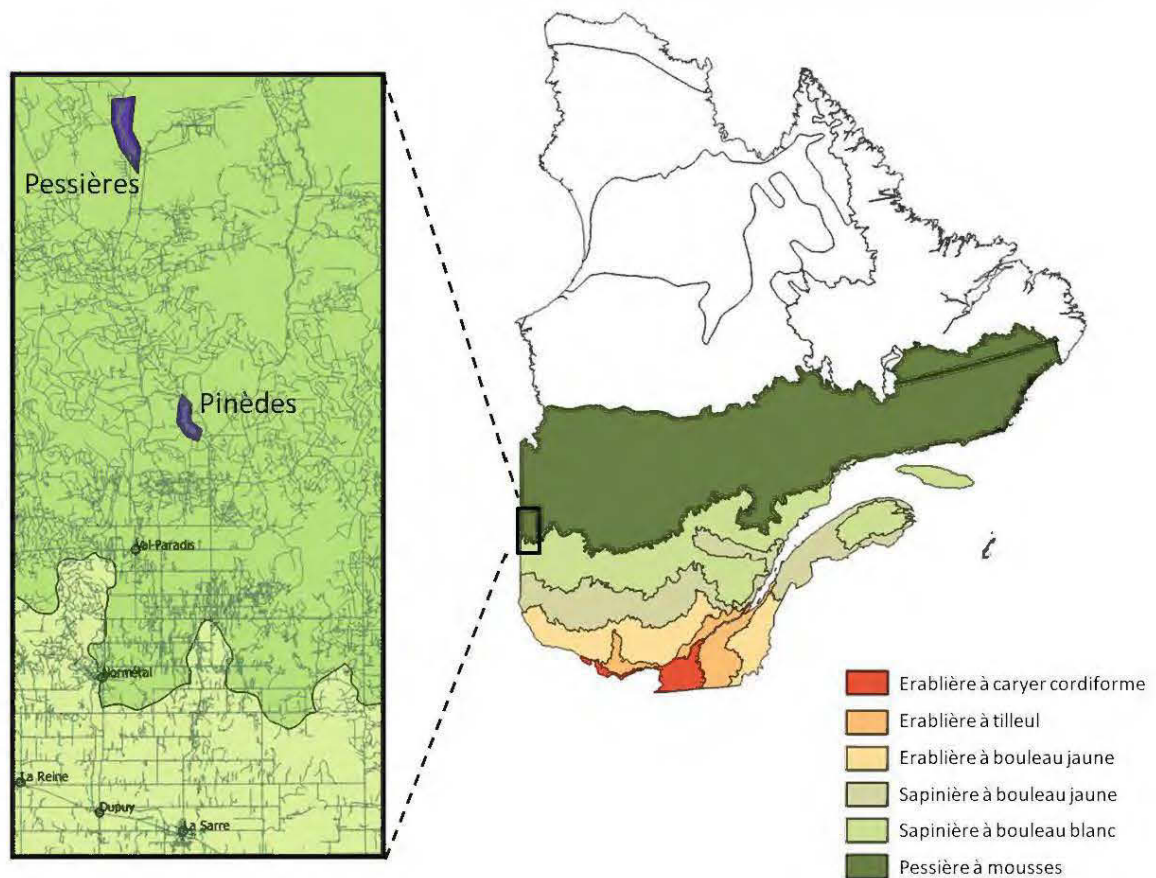 Pessières
Pinèdes
Val-Paradis
Normétal
La Reine
Dupuy
La Sarre
Erablière à caryer cordiforme
Erablière à tilleul
Erablière à bouleau jaune
Sapinière à bouleau jaune
Sapinière à bouleau blanc
Pessière à mousses